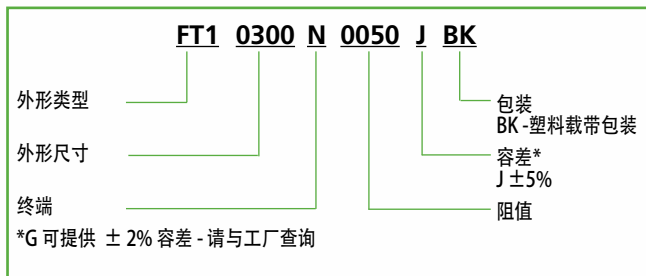 FT1 0300 N 0050 J BK
外形类型
包装
BK -塑料载带包装
外形尺寸
容差*
J ±5%
终端
阻值
*G 可提供 ± 2% 容差 - 请与工厂查询